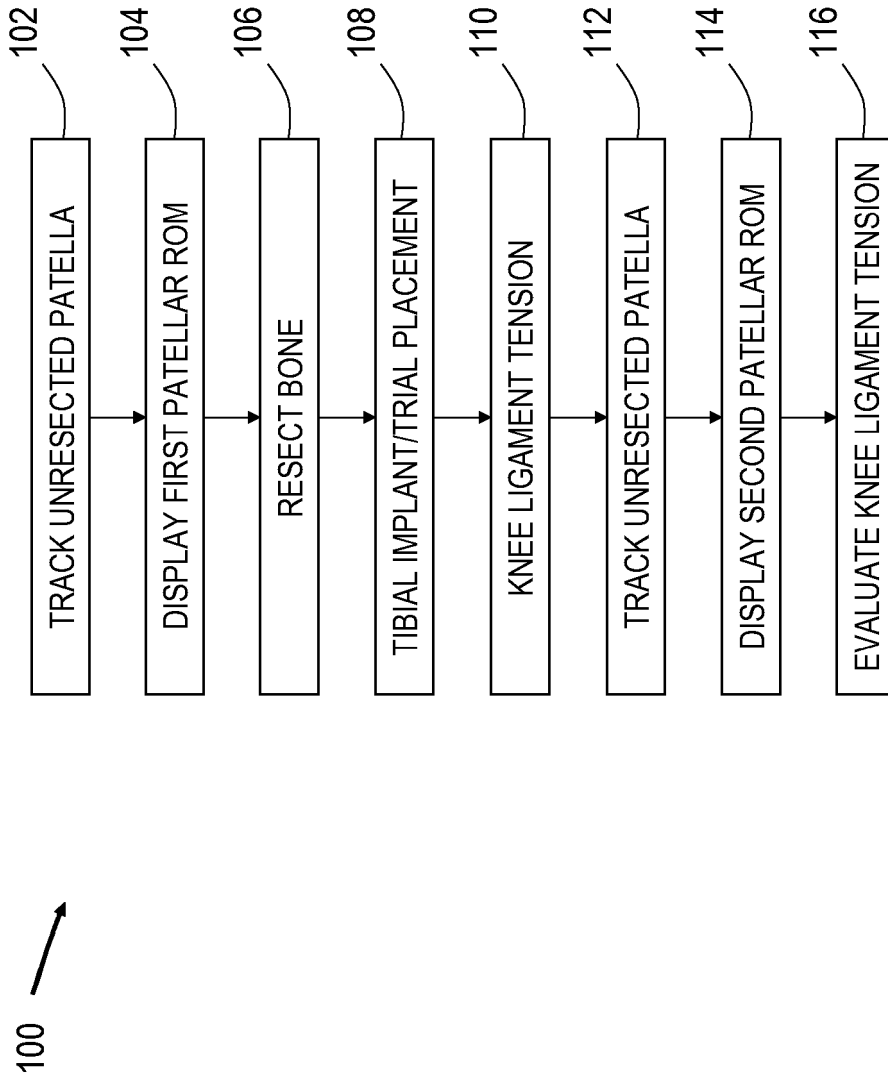 100
TRACK UNRESECTED PATELLA
102
DISPLAY FIRST PATELLAR ROM
104
RESECT BONE
106
TIBIAL IMPLANT/TRIAL PLACEMENT
108
KNEE LIGAMENT TENSION
110
TRACK UNRESECTED PATELLA
112
DISPLAY SECOND PATELLAR ROM
114
EVALUATE KNEE LIGAMENT TENSION
116